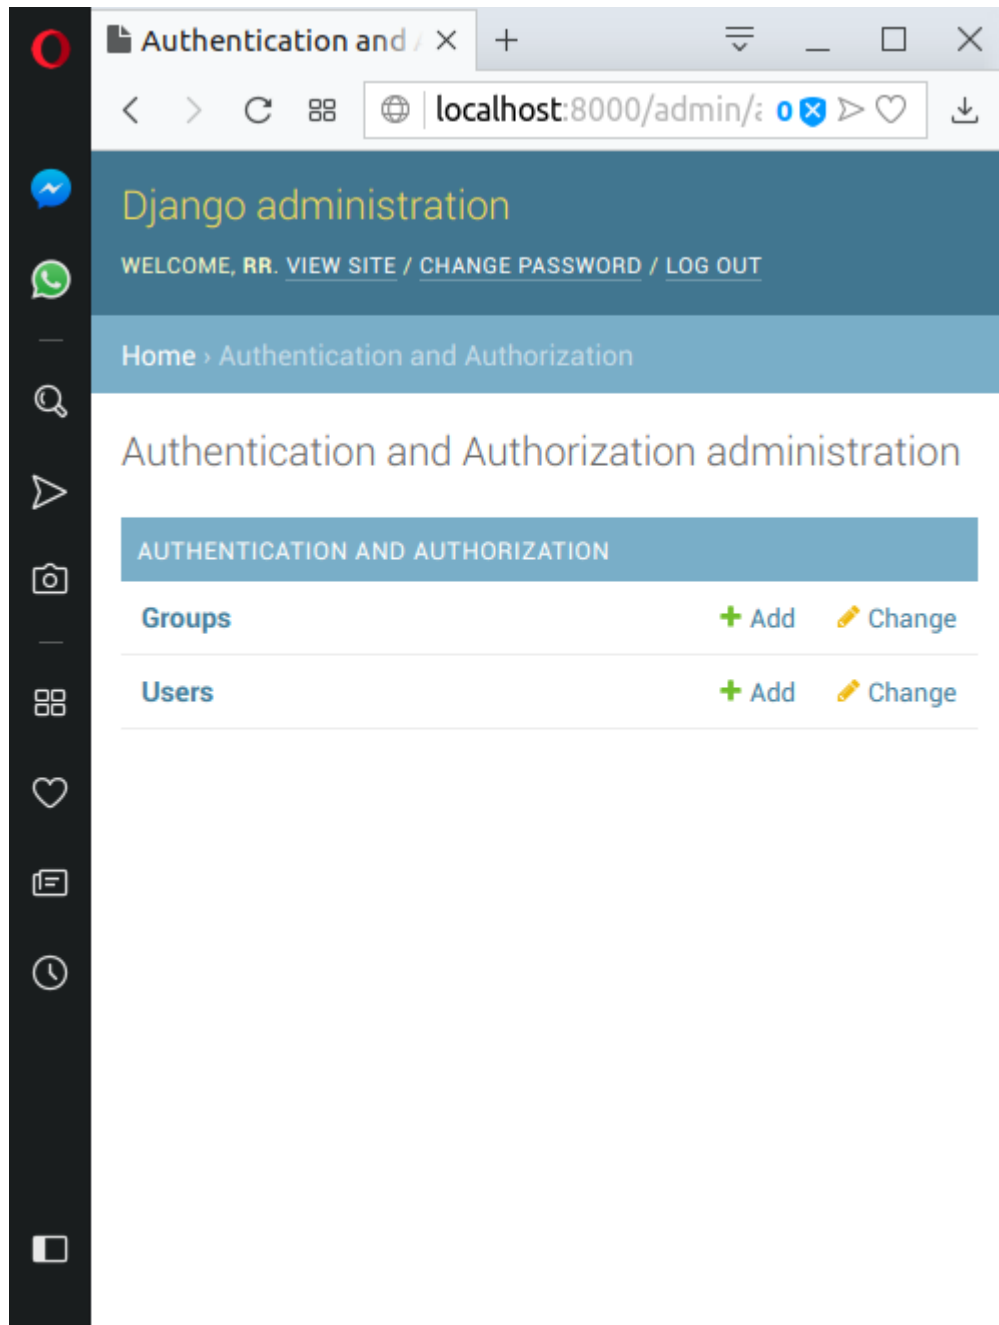 Authentication and
localhost:8000/admin/a 0
Django administration
WELCOME, RR. VIEW SITE / CHANGE PASSWORD / LOG OUT
Home › Authentication and Authorization
Authentication and Authorization administration
AUTHENTICATION AND AUTHORIZATION
Groups Add Change
Users Add Change